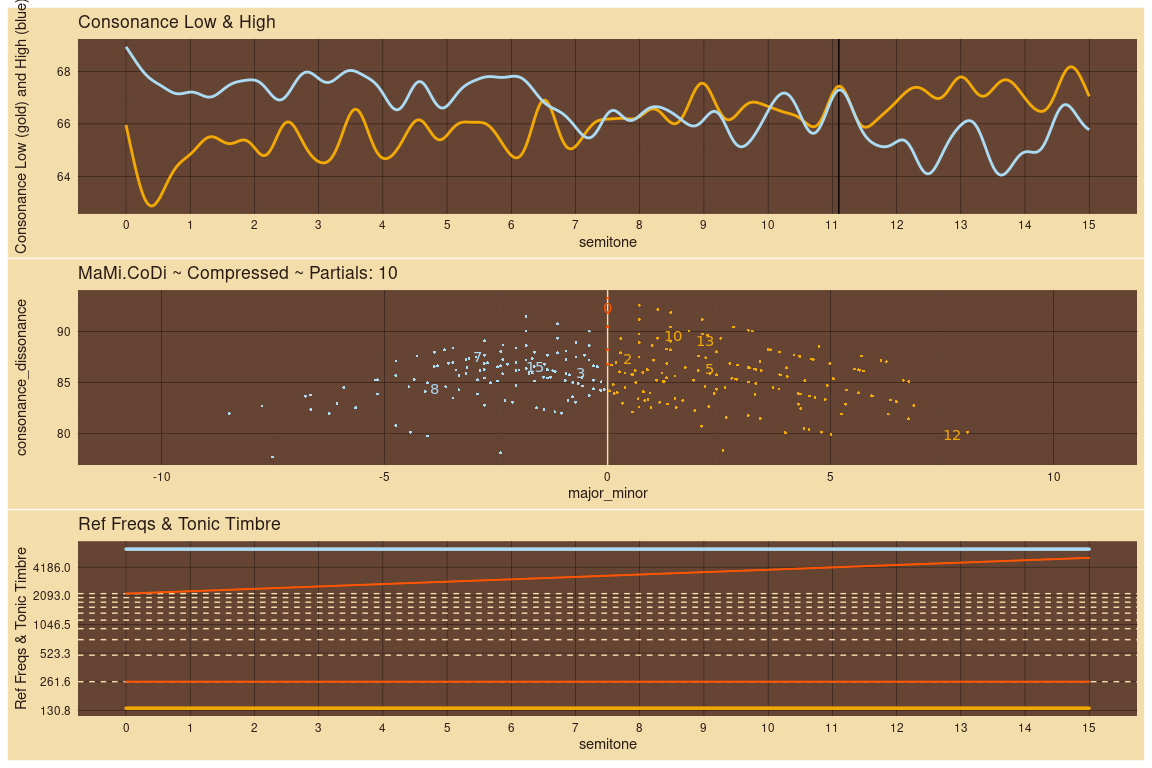 Consonance Low & High
Consonance Low (gold) and High (blue)
68
66
64
0 1 2 3 4 5 6 7 8 9 10 11 12 13 14 15
semitone
MaMi.CoDi ~ Compressed ~ Partials: 10
consonance_dissonance
90
85
80
0
10
13
7
2
15
3
5
8
12
-10 -5 0 5 10
major_minor
Ref Freqs & Tonic Timbre
Ref Freqs & Tonic Timbre
4186.0
2093.0
1046.5
523.3
261.6
130.8
0 1 2 3 4 5 6 7 8 9 10 11 12 13 14 15
semitone